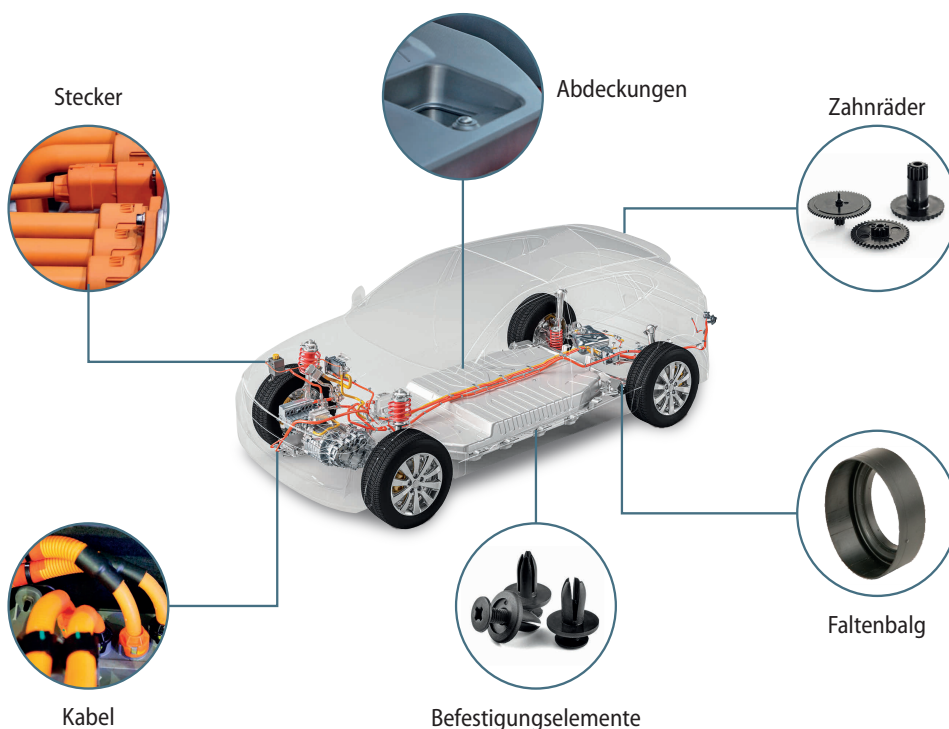 Stecker
Abdeckungen
Zahnräder
Faltenbalg
Kabel
Befestigungselemente